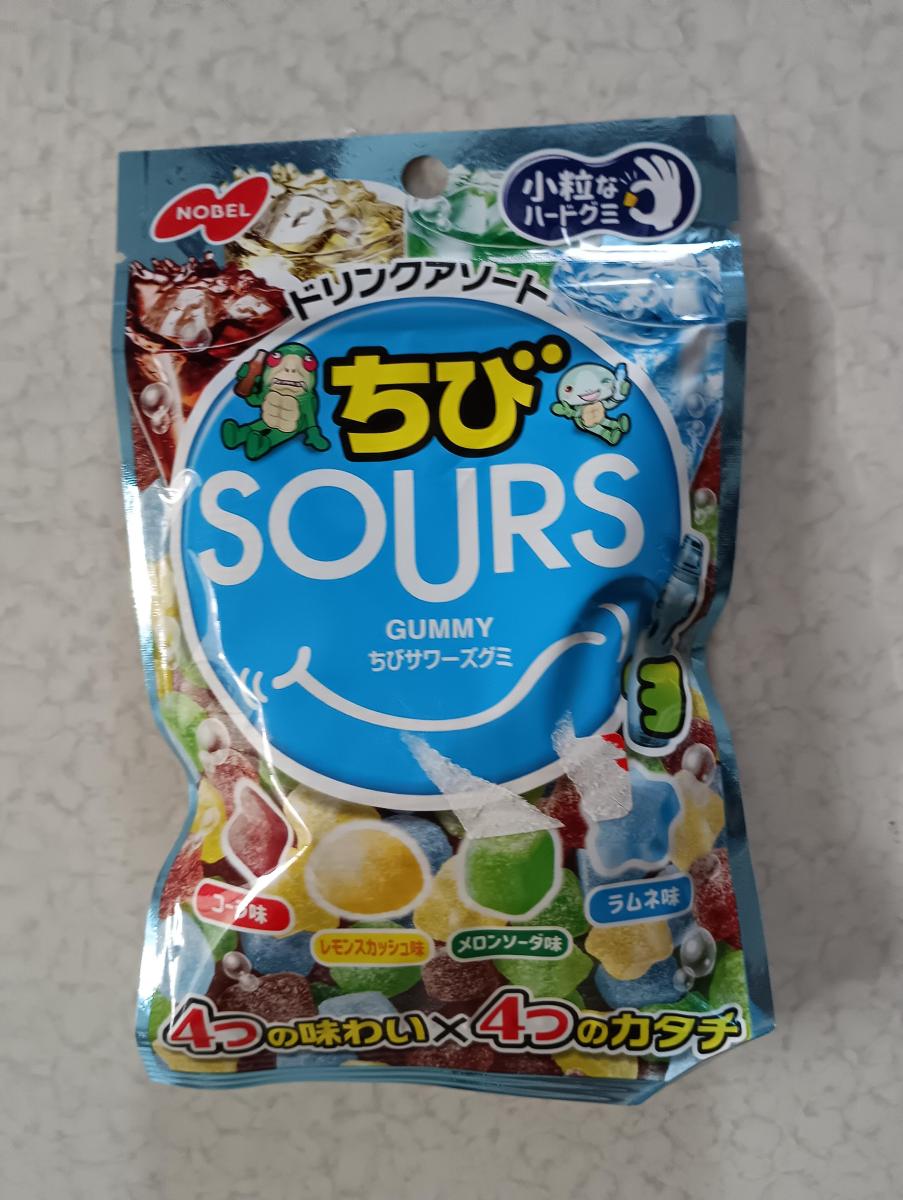 NOBEL
小粒な
ハードグミ
ドリンクアソート
ちび
SOURS
GUMMY
ちびサワーズグミ
コーラ味
レモンスカッシュ味
メロンソーダ味
ラムネ味
4つの味わい×4つのカタチ